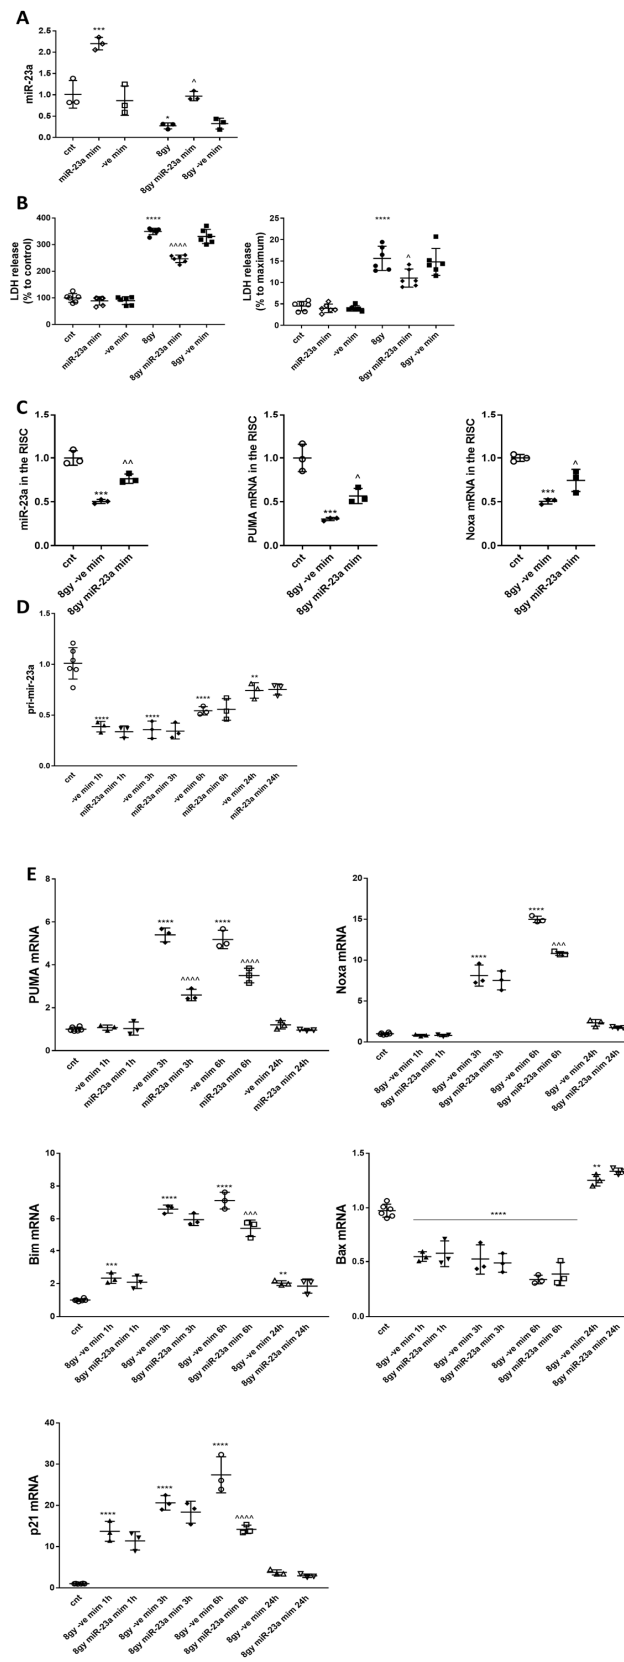 A
miR-23a
2.5
2.0
1.5
1.0
0.5
0.0
***
*
^
cnt
miR-23a mim
-ve mim
8gy
8gy miR-23a mim
8gy -ve mim
B
LDH release
(% to control)
400
300
200
100
0
****
^^^^
cnt
miR-23a mim
-ve mim
8gy
8gy miR-23a mim
8gy -ve mim
LDH release
(% to maximum)
25
20
15
10
5
0
****
^
cnt
miR-23a mim
-ve mim
8gy
8gy miR-23a mim
8gy -ve mim
C
miR-23a in the RISC
1.5
1.0
0.5
0.0
***
^^
cnt
8gy -ve mim
8gy miR-23a mim
PUMA mRNA in the RISC
1.5
1.0
0.5
0.0
***
^
cnt
8gy -ve mim
8gy miR-23a mim
Noxa mRNA in the RISC
1.5
1.0
0.5
0.0
***
^
cnt
8gy -ve mim
8gy miR-23a mim
D
pri-mir-23a
1.5
1.0
0.5
0.0
****
****
****
**
cnt
-ve mim 1h
miR-23a mim 1h
-ve mim 3h
miR-23a mim 3h
-ve mim 6h
miR-23a mim 6h
-ve mim 24h
miR-23a mim 24h
E
PUMA mRNA
8
6
4
2
0
****
^^^^
****
^^^^
cnt
-ve mim 1h
miR-23a mim 1h
-ve mim 3h
miR-23a mim 3h
-ve mim 6h
miR-23a mim 6h
-ve mim 24h
miR-23a mim 24h
Noxa mRNA
20
15
10
5
0
****
****
^^^
cnt
8gy -ve mim 1h
8gy miR-23a mim 1h
8gy -ve mim 3h
8gy miR-23a mim 3h
8gy -ve mim 6h
8gy miR-23a mim 6h
8gy -ve mim 24h
8gy miR-23a mim 24h
Bim mRNA
10
8
6
4
2
0
***
****
****
^^^
**
cnt
8gy -ve mim 1h
8gy miR-23a mim 1h
8gy -ve mim 3h
8gy miR-23a mim 3h
8gy -ve mim 6h
8gy miR-23a mim 6h
8gy -ve mim 24h
8gy miR-23a mim 24h
Bax mRNA
1.5
1.0
0.5
0.0
****
**
cnt
8gy -ve mim 1h
8gy miR-23a mim 1h
8gy -ve mim 3h
8gy miR-23a mim 3h
8gy -ve mim 6h
8gy miR-23a mim 6h
8gy -ve mim 24h
8gy miR-23a mim 24h
p21 mRNA
40
30
20
10
0
****
****
****
^^^^
cnt
8gy -ve mim 1h
8gy miR-23a mim 1h
8gy -ve mim 3h
8gy miR-23a mim 3h
8gy -ve mim 6h
8gy miR-23a mim 6h
8gy -ve mim 24h
8gy miR-23a mim 24h